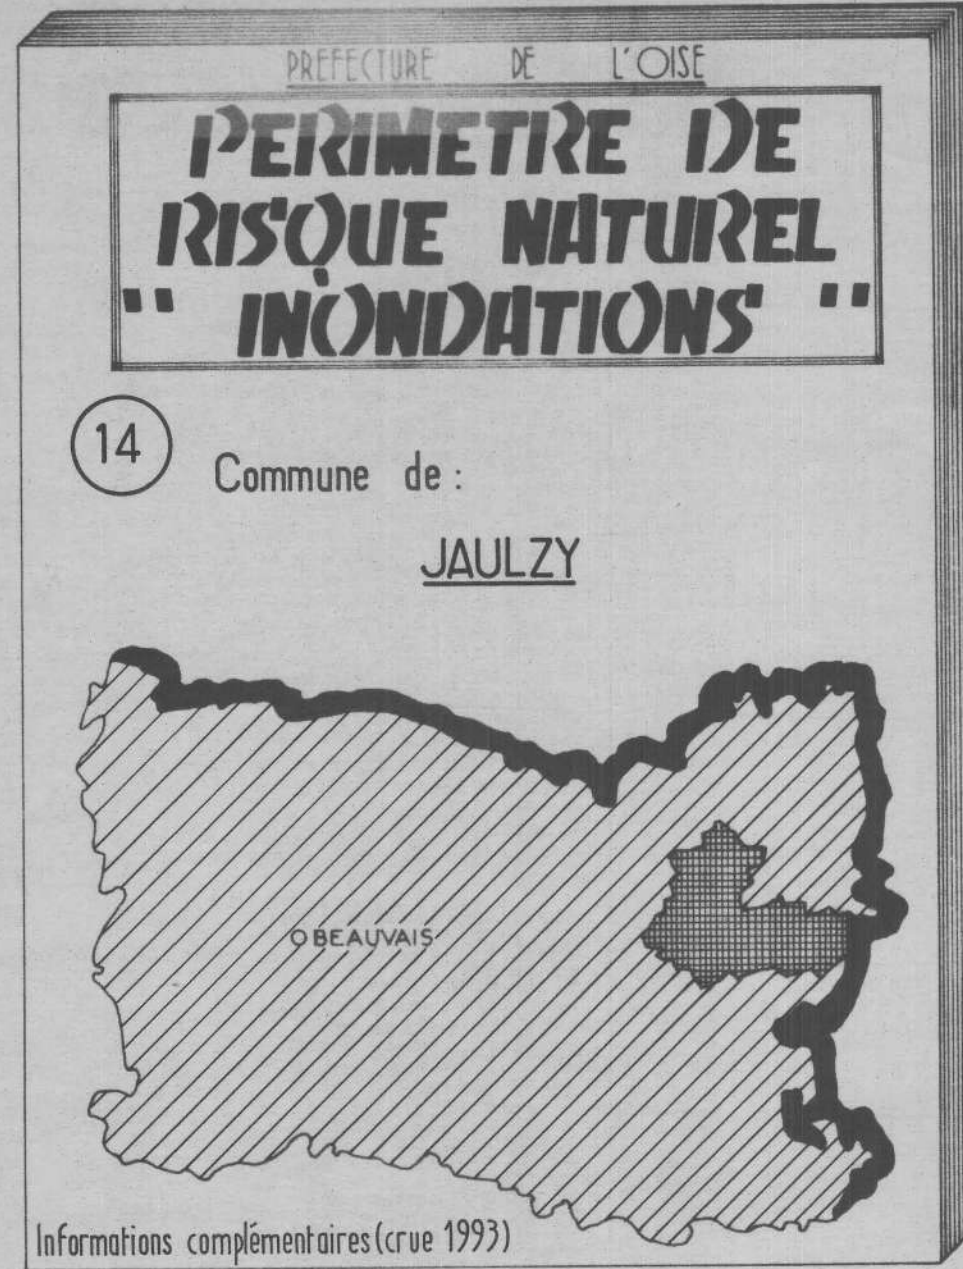 PREFECTURE DE L'OISE
PERIMETRE DE
RISQUE NATUREL
" INONDATIONS "
14
Commune de :
JAULZY
BEAUVAIS
Informations complémentaires (crue 1993)